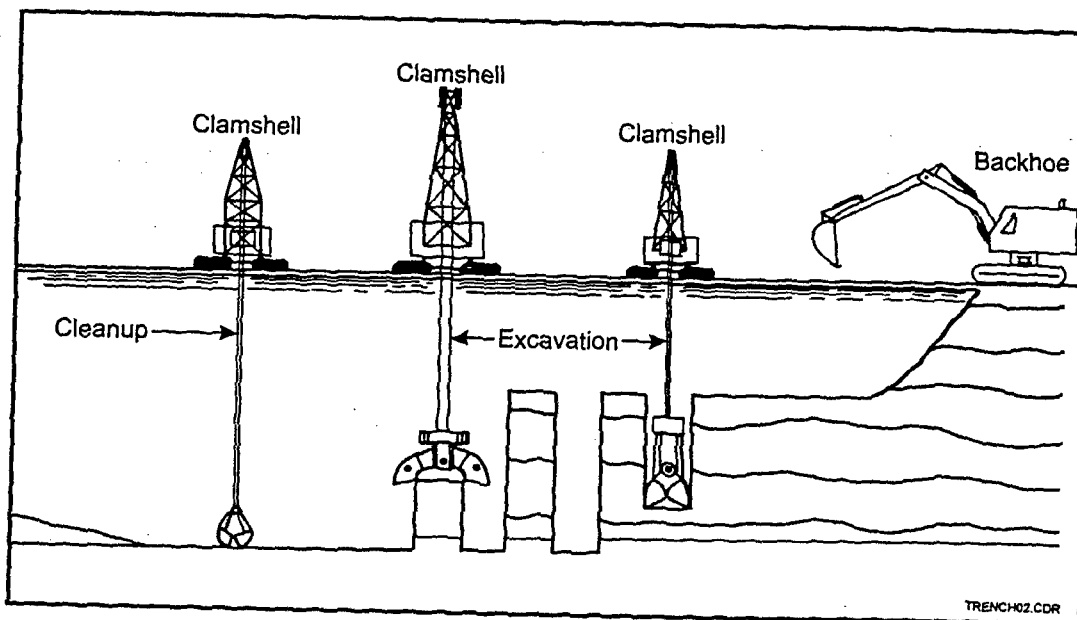 Clamshell
Clamshell
Clamshell
Backhoe
Cleanup
Excavation
TRENCH02.CDR